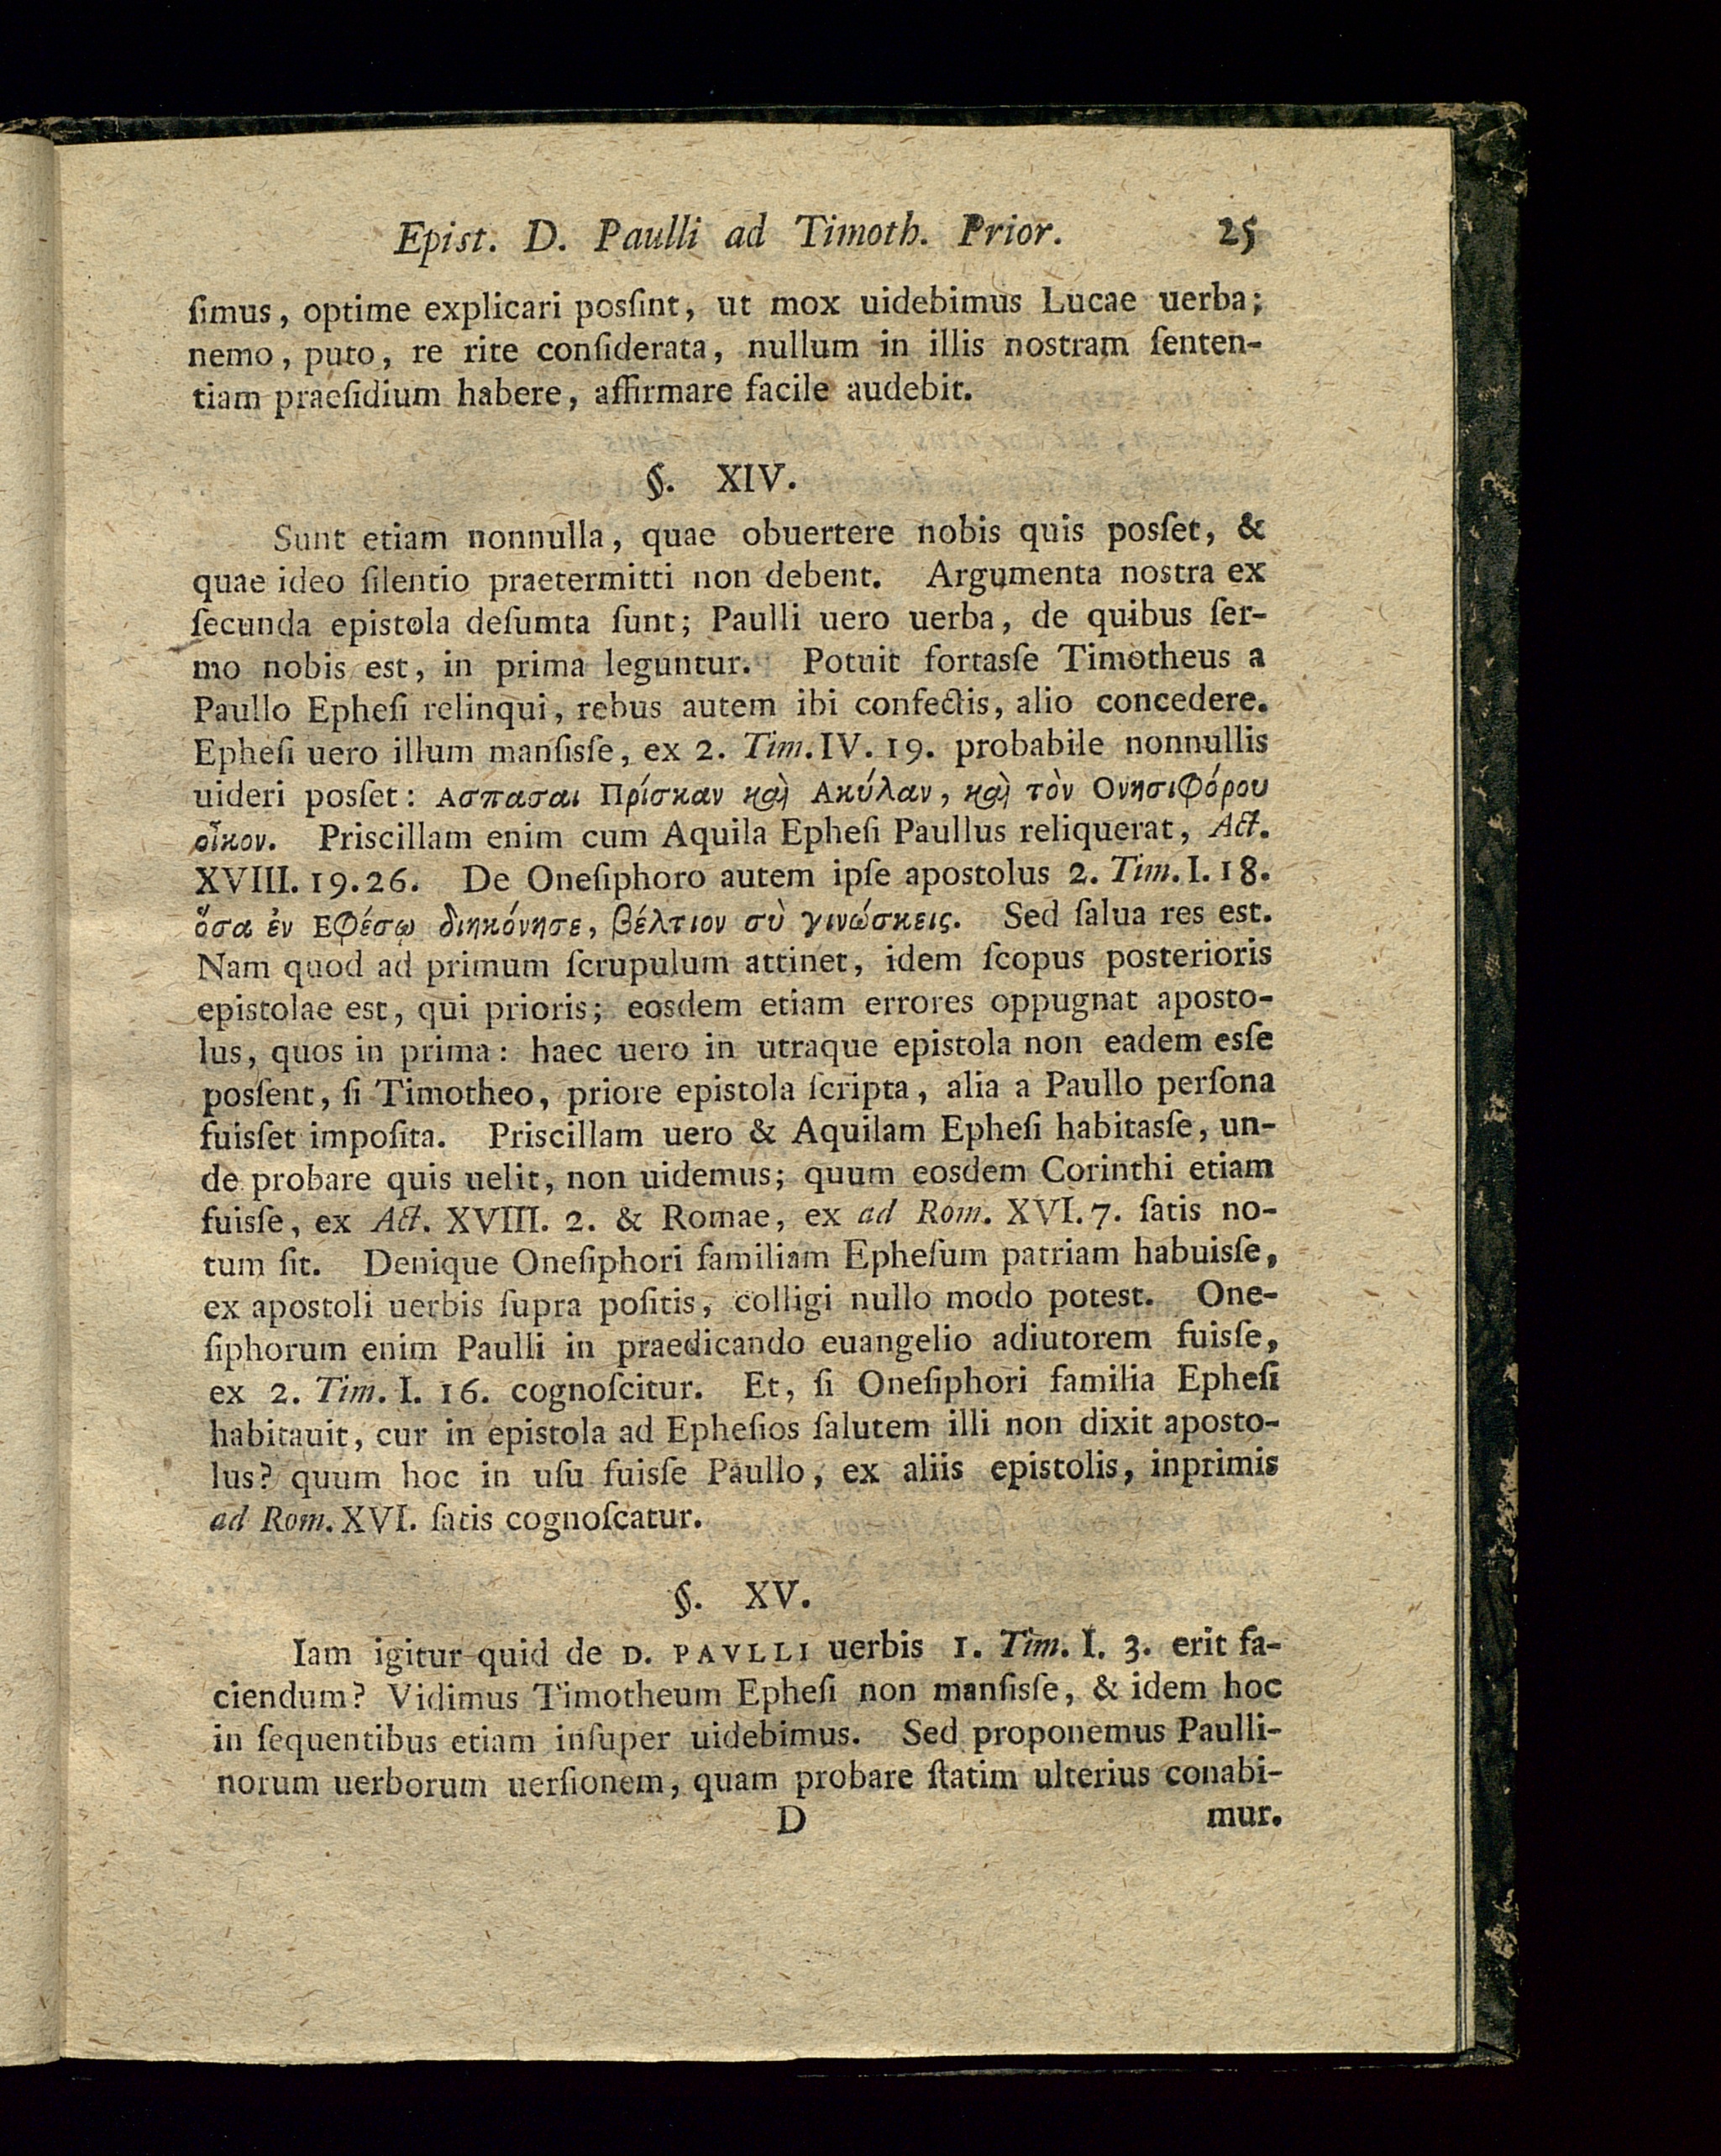 Epist. D. Paulli ad Timoth. Prior. 25
ſimus, optime explicari posſint, ut mox uidebimus Lucae uerba;
nemo, puto, re rite conſiderata, nullum in illis nostram ſenten-
tiam praeſidium habere, affirmare facile audebit.
§. XIV.
Sunt etiam nonnulla, quae obuertere nobis quis posſet, &
quae ideo ſilentio praetermitti non debent. Argumenta nostra ex
ſecunda epistola deſumta ſunt; Paulli uero uerba, de quibus ſer-
mo nobis est, in prima leguntur. Potuit fortasſe Timotheus a
Paullo Epheſi relinqui, rebus autem ibi confectis, alio concedere.
Epheſi uero illum manſisſe, ex 2. Tim. IV. 19. probabile nonnullis
uideri posſet: Ασπασαι Πρίσκαν καὶ Ακύλαν, καὶ τὸν Ονησιφόρου
οἶκον. Priscillam enim cum Aquila Epheſi Paullus reliquerat, Act.
XVIII. 19. 26. De Oneſiphoro autem ipſe apostolus 2. Tim. I. 18.
ὅσα ἐν Εφέσῳ διηκόνησε, βέλτιον σὺ γινώσκεις. Sed ſalua res est.
Nam quod ad primum ſcrupulum attinet, idem ſcopus posterioris
epistolae est, qui prioris; eosdem etiam errores oppugnat aposto-
lus, quos in prima: haec uero in utraque epistola non eadem esſe
posſent, ſi Timotheo, priore epistola ſcripta, alia a Paullo perſona
fuisſet impoſita. Priscillam uero & Aquilam Epheſi habitasſe, un-
de probare quis uelit, non uidemus; quum eosdem Corinthi etiam
fuisſe, ex Act. XVIII. 2. & Romae, ex ad Rom. XVI. 7. ſatis no-
tum ſit. Denique Oneſiphori familiam Epheſum patriam habuisſe,
ex apostoli uerbis ſupra poſitis, colligi nullo modo potest. One-
ſiphorum enim Paulli in praedicando euangelio adiutorem fuisſe,
ex 2. Tim. I. 16. cognoſcitur. Et, ſi Oneſiphori familia Epheſi
habitauit, cur in epistola ad Epheſios ſalutem illi non dixit aposto-
lus? quum hoc in uſu fuisſe Paullo, ex aliis epistolis, inprimis
ad Rom. XVI. ſatis cognoſcatur.
§. XV.
Iam igitur quid de D. PAVLLI uerbis 1. Tim. I. 3. erit fa-
ciendum? Vidimus Timotheum Epheſi non manſisſe, & idem hoc
in ſequentibus etiam inſuper uidebimus. Sed proponemus Paulli-
norum uerborum uerſionem, quam probare ſtatim ulterius conabi-
D mur.